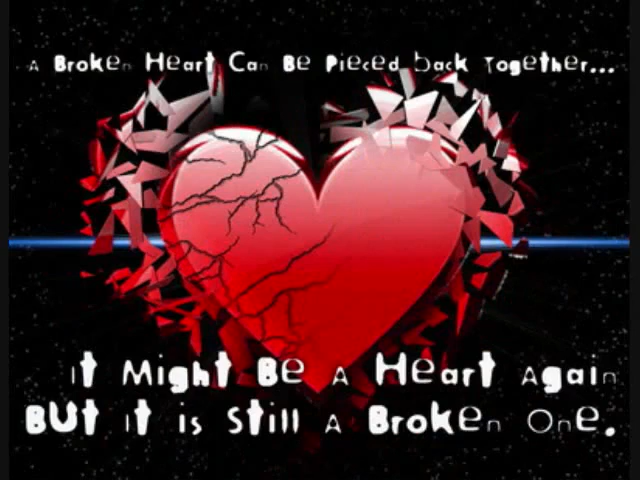 A Broken Heart Can Be Pieced back Together...
it Might Be A Heart Again
BUt it is Still A Broken One.